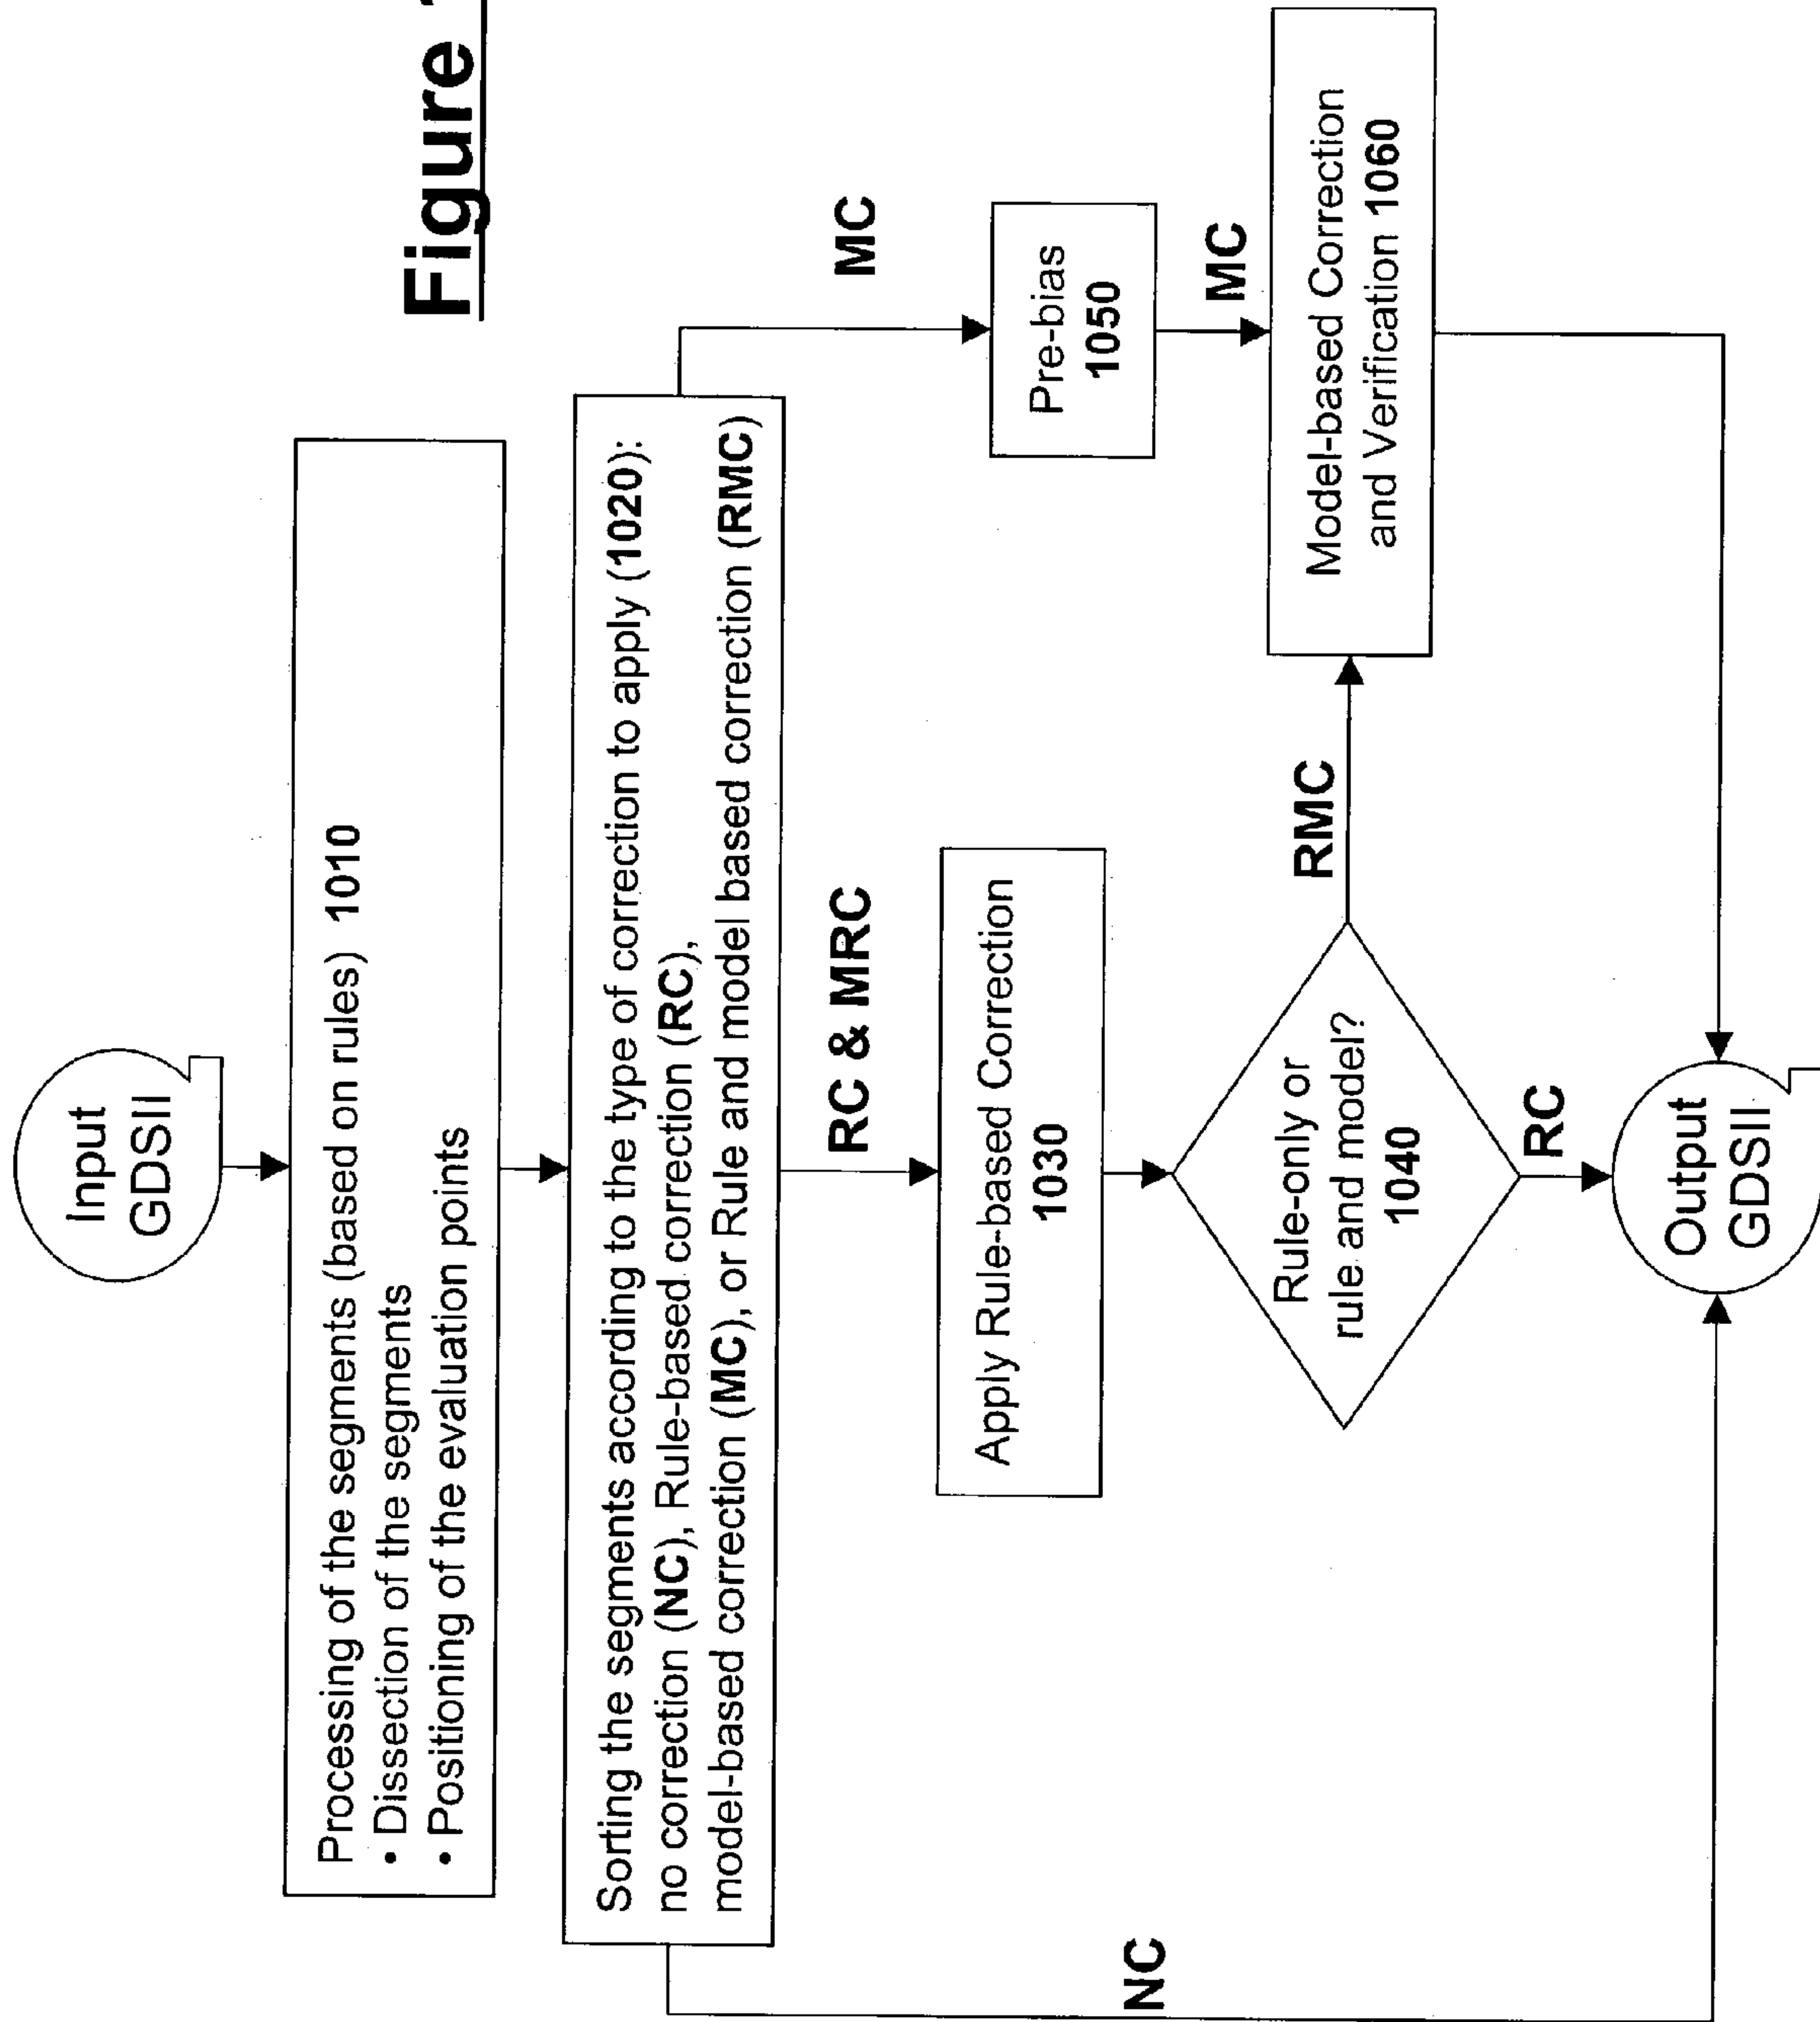 Figure
Input
GDSII
Processing of the segments (based on rules) 1010
• Dissection of the segments
• Positioning of the evaluation points
Sorting the segments according to the type of correction to apply (1020):
no correction (NC), Rule-based correction (RC),
model-based correction (MC), or Rule and model based correction (RMC)
NC
RC & MRC
MC
Apply Rule-based Correction
1030
Pre-bias
1050
MC
Rule-only or
rule and model?
1040
RMC
Model-based Correction
and Verification 1060
RC
Output
GDSII